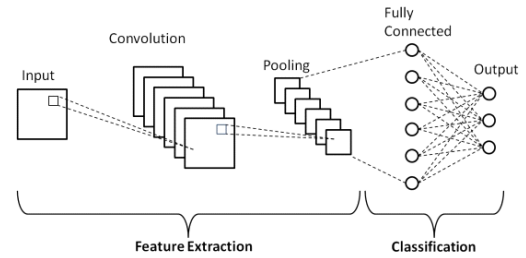 Input
Convolution
Pooling
Fully
Connected
Output
Feature Extraction
Classification